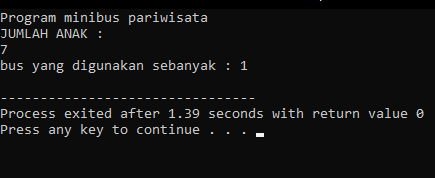 Program minibus pariwisata
JUMLAH ANAK :
7
bus yang digunakan sebanyak : 1
--------------------------------
Process exited after 1.39 seconds with return value 0
Press any key to continue . . .